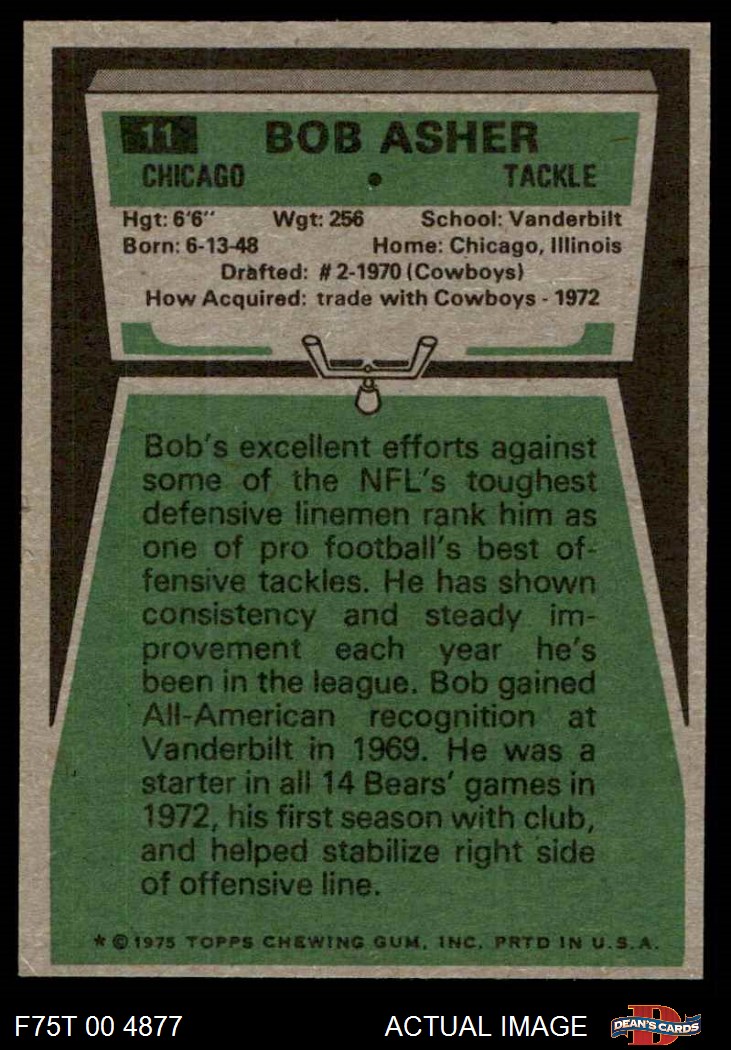 11 BOB ASHER
CHICAGO • TACKLE
Hgt: 6'6" Wgt: 256 School: Vanderbilt
Born: 6-13-48 Home: Chicago, Illinois
Drafted: #2-1970 (Cowboys)
How Acquired: trade with Cowboys - 1972
Bob's excellent efforts against
some of the NFL's toughest
defensive linemen rank him as
one of pro football's best of-
fensive tackles. He has shown
consistency and steady im-
provement each year he's
been in the league. Bob gained
All-American recognition at
Vanderbilt in 1969. He was a
starter in all 14 Bears' games in
1972, his first season with club,
and helped stabilize right side
of offensive line.
* © 1975 TOPPS CHEWING GUM, INC. PRTD IN U.S.A.
F75T 00 4877 ACTUAL IMAGE D DEAN'S CARDS